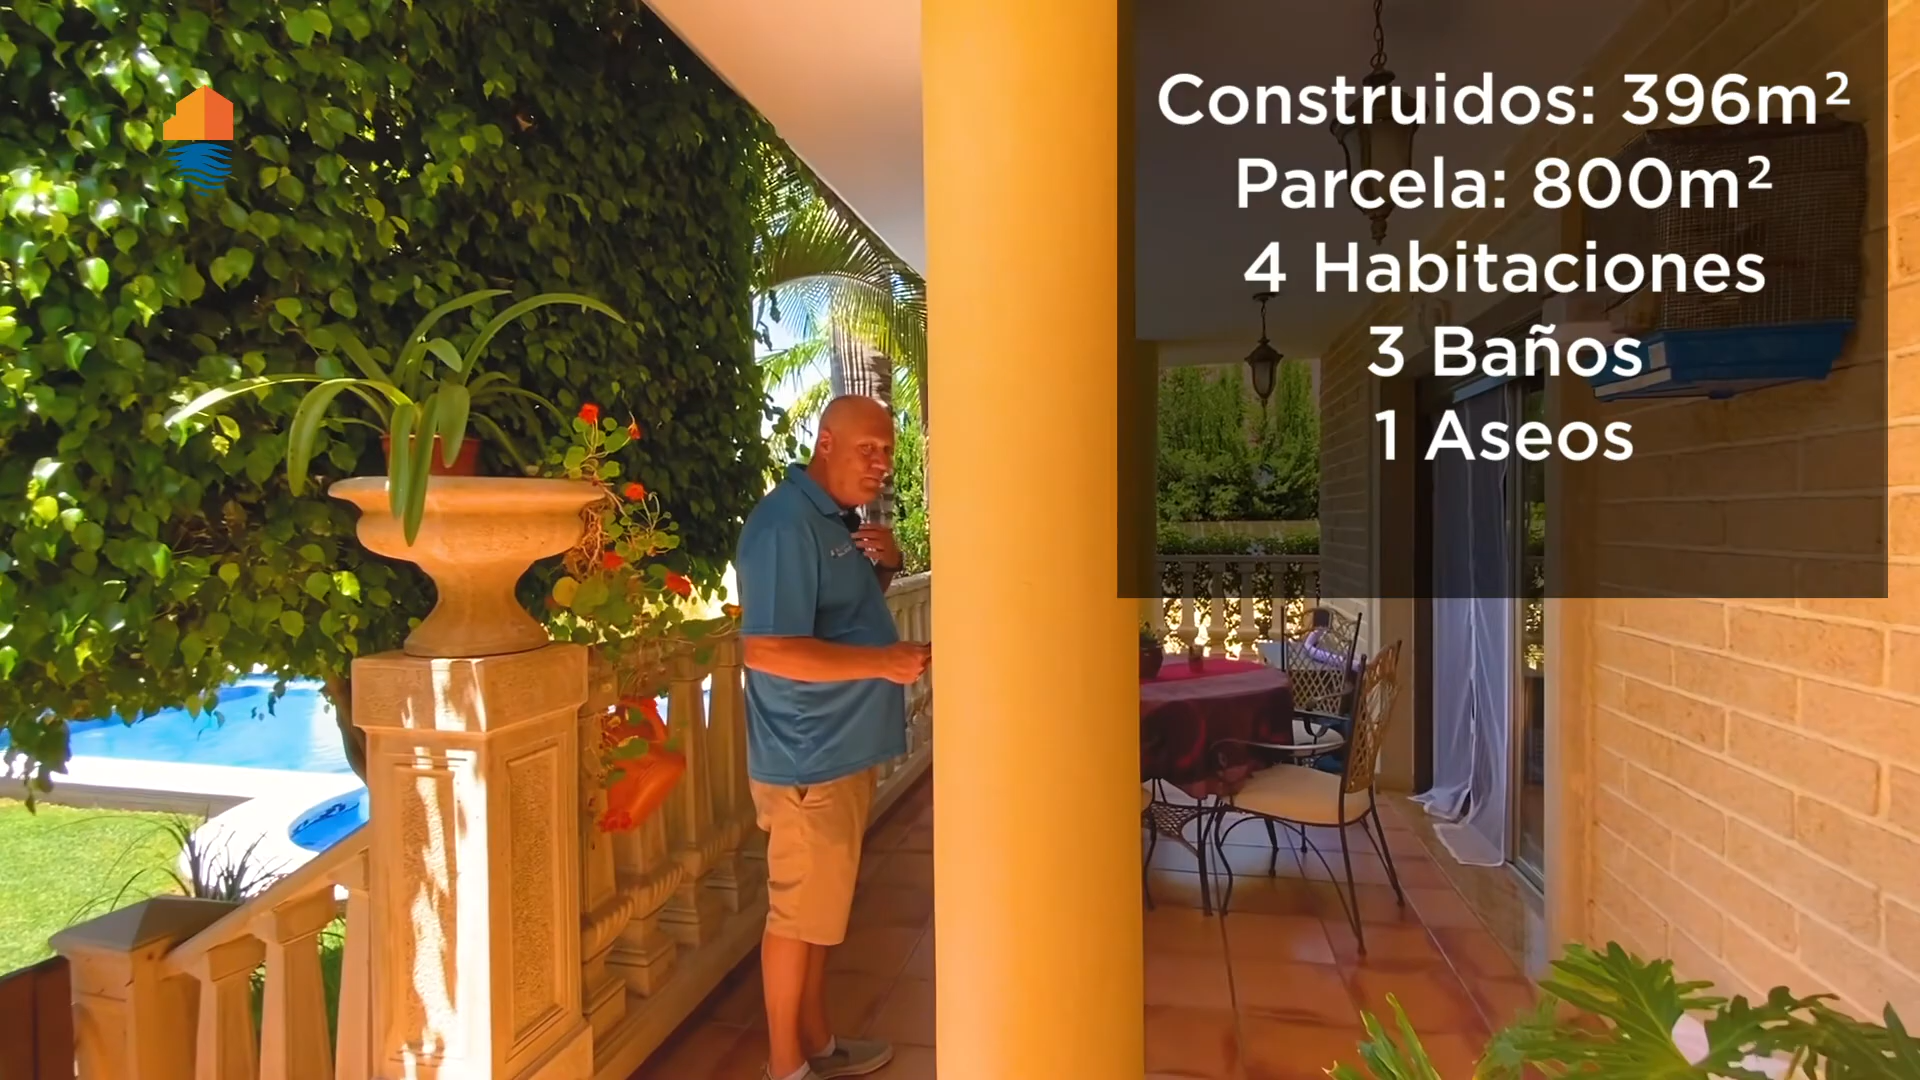 Construidos: 396m²
Parcela: 800m²
4 Habitaciones
3 Baños
1 Aseos